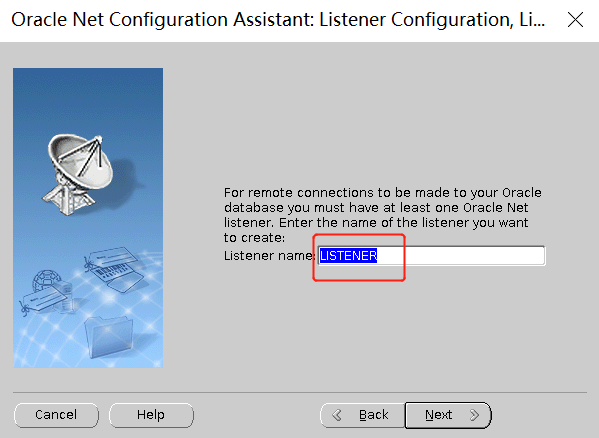 Oracle Net Configuration Assistant: Listener Configuration, Li...
For remote connections to be made to your Oracle
database you must have at least one Oracle Net
listener. Enter the name of the listener you want
to create:
Listener name: LISTENER
Cancel
Help
Back
Next